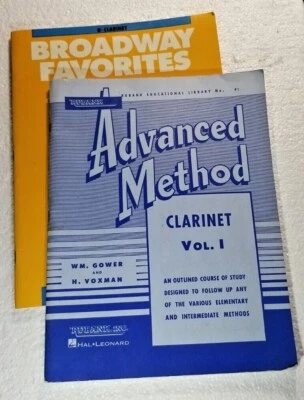 B♭ CLARINET
BROADWAY
FAVORITES
RUBANK
RUBANK EDUCATIONAL LIBRARY No.
Advanced
Method
CLARINET
VOL. I
WM. GOWER
AND
H. VOXMAN
AN OUTLINED COURSE OF STUDY
DESIGNED TO FOLLOW UP ANY
OF THE VARIOUS ELEMENTARY
AND INTERMEDIATE METHODS
RUBANK, INC.
HAL•LEONARD